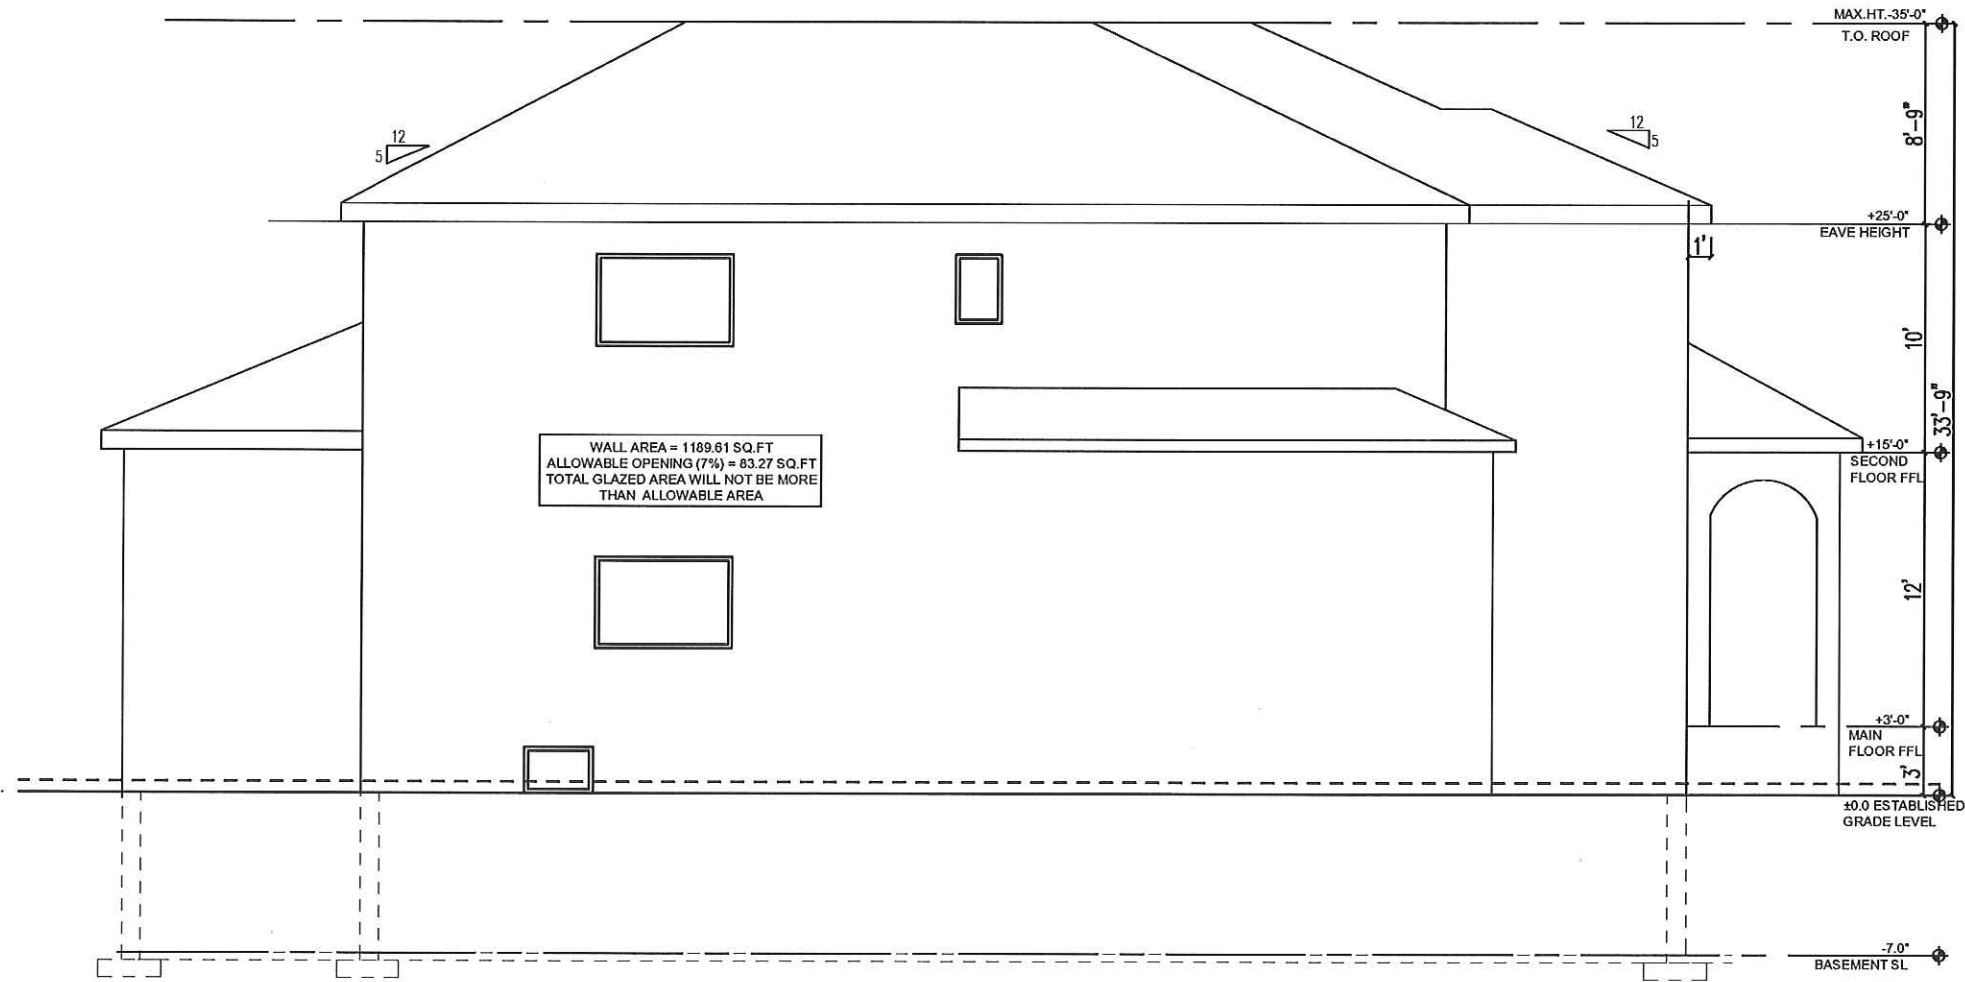 MAX.HT.-35'-0"
T.O. ROOF
8'-9"
12
5
12
5
+25'-0"
EAVE HEIGHT
1'
10'
33'-9"
+15'-0"
SECOND
FLOOR FFL
WALL AREA = 1189.61 SQ.FT
ALLOWABLE OPENING (7%) = 83.27 SQ.FT
TOTAL GLAZED AREA WILL NOT BE MORE
THAN ALLOWABLE AREA
12'
+3'-0"
MAIN
FLOOR FFL
3'
±0.0 ESTABLISHED
GRADE LEVEL
-7.0"
BASEMENT SL